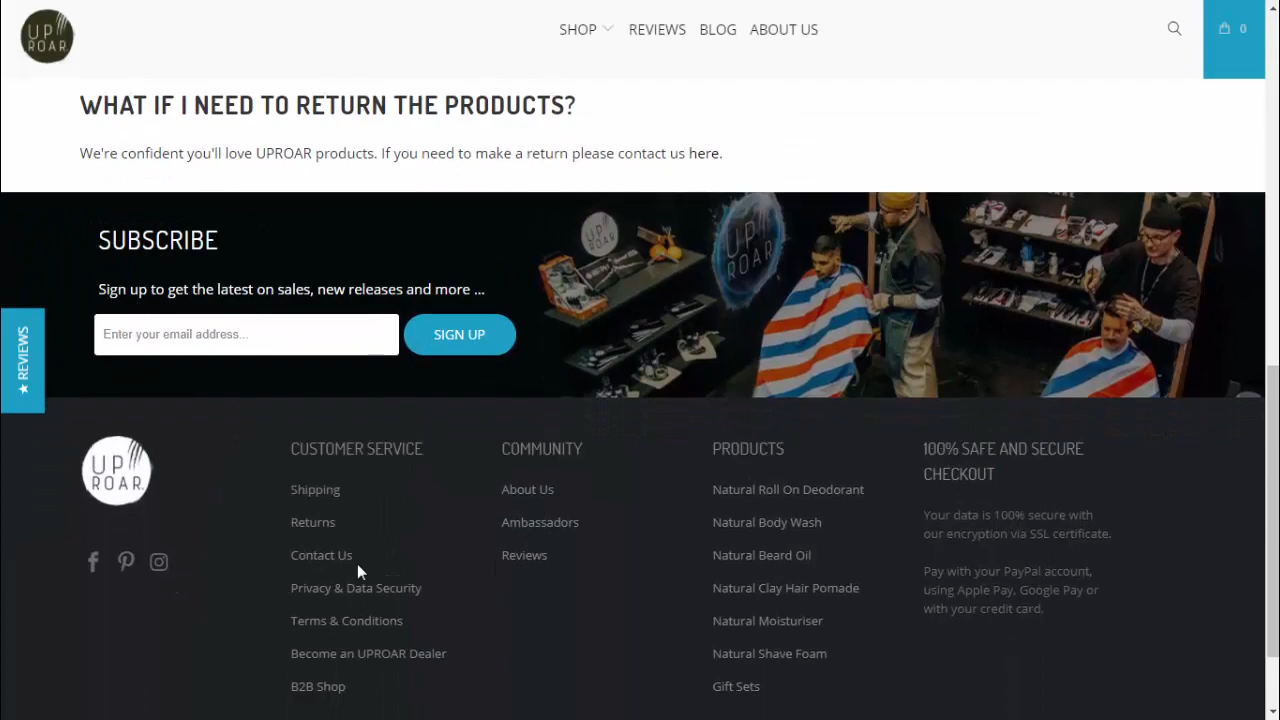 UP
ROAR.
SHOP
REVIEWS
BLOG
ABOUT US
0
WHAT IF I NEED TO RETURN THE PRODUCTS?
We're confident you'll love UPROAR products. If you need to make a return please contact us here.
SUBSCRIBE
Sign up to get the latest on sales, new releases and more ...
Enter your email address...
SIGN UP
UP
ROAR
UP
ROAR
★ REVIEWS
UP
ROAR.
CUSTOMER SERVICE
Shipping
Returns
Contact Us
Privacy & Data Security
Terms & Conditions
Become an UPROAR Dealer
B2B Shop
COMMUNITY
About Us
Ambassadors
Reviews
PRODUCTS
Natural Roll On Deodorant
Natural Body Wash
Natural Beard Oil
Natural Clay Hair Pomade
Natural Moisturiser
Natural Shave Foam
Gift Sets
100% SAFE AND SECURE
CHECKOUT
Your data is 100% secure with
our encryption via SSL certificate.
Pay with your PayPal account,
using Apple Pay, Google Pay or
with your credit card.